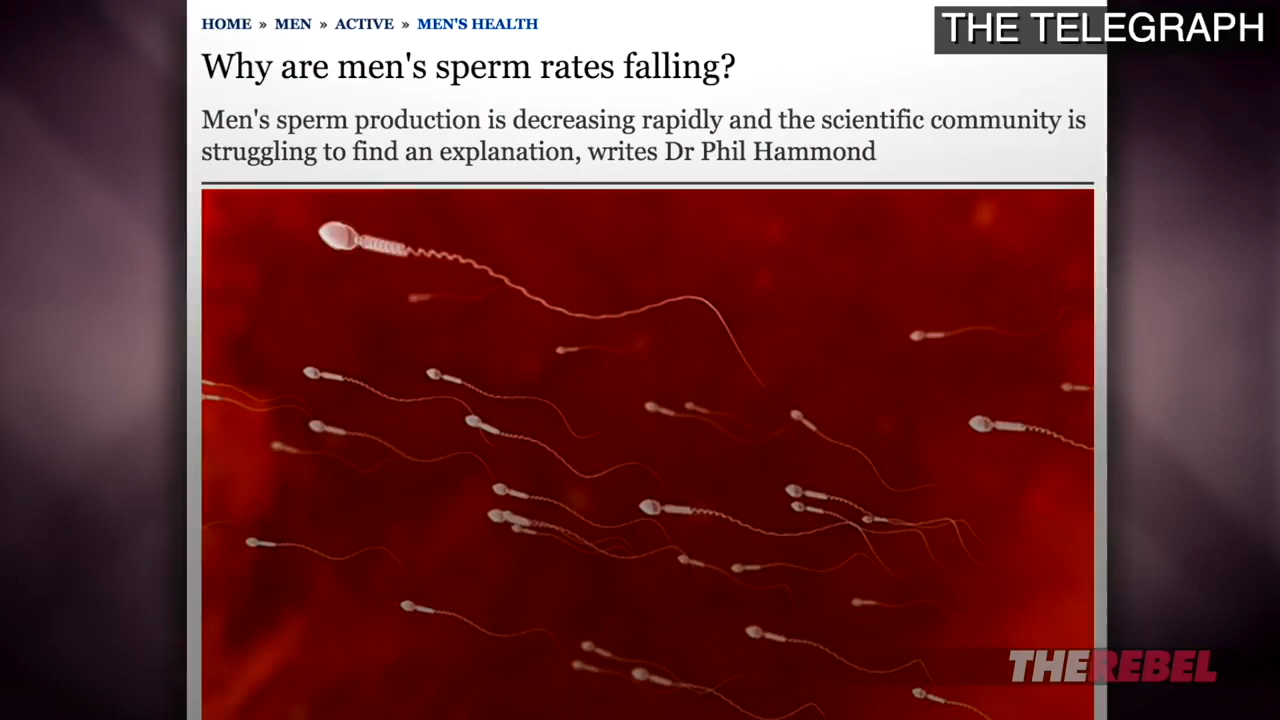 HOME » MEN » ACTIVE » MEN'S HEALTH
THE TELEGRAPH
Why are men's sperm rates falling?
Men's sperm production is decreasing rapidly and the scientific community is
struggling to find an explanation, writes Dr Phil Hammond
THEREBEL